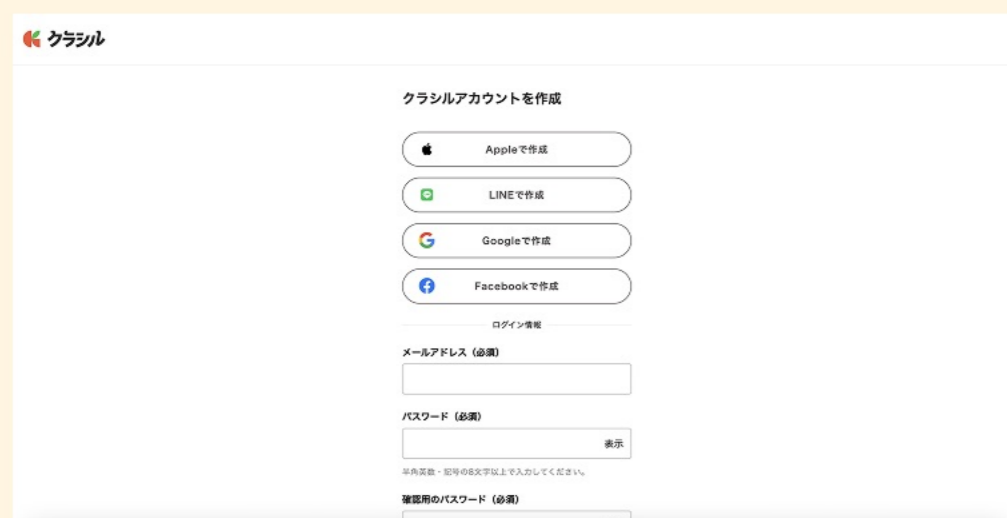 クラシル
クラシルアカウントを作成
Appleで作成
LINEで作成
Googleで作成
Facebookで作成
ログイン情報
メールアドレス（必須）
パスワード（必須）
表示
半角英数・記号の8文字以上で入力してください。
確認用のパスワード（必須）